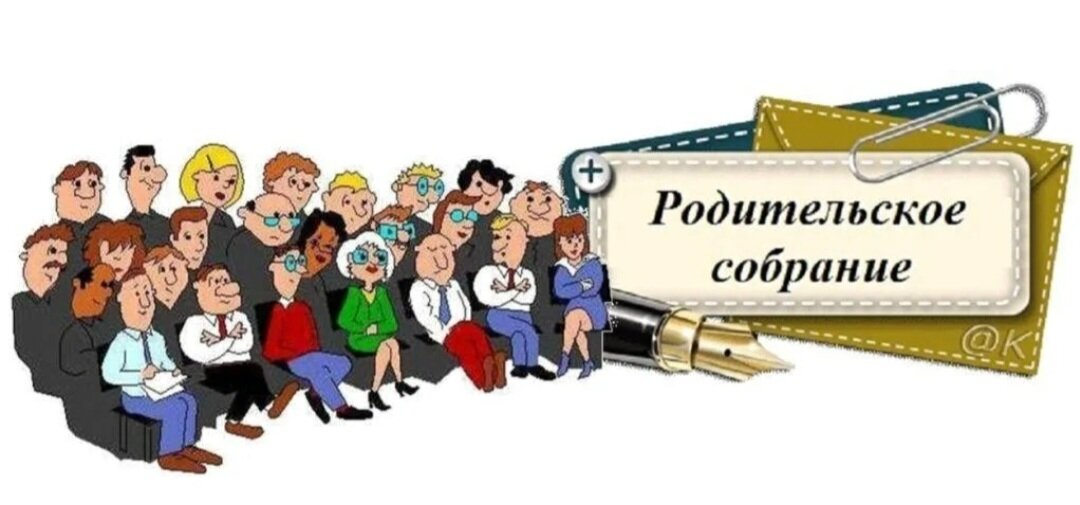 Родительское
собрание
@K